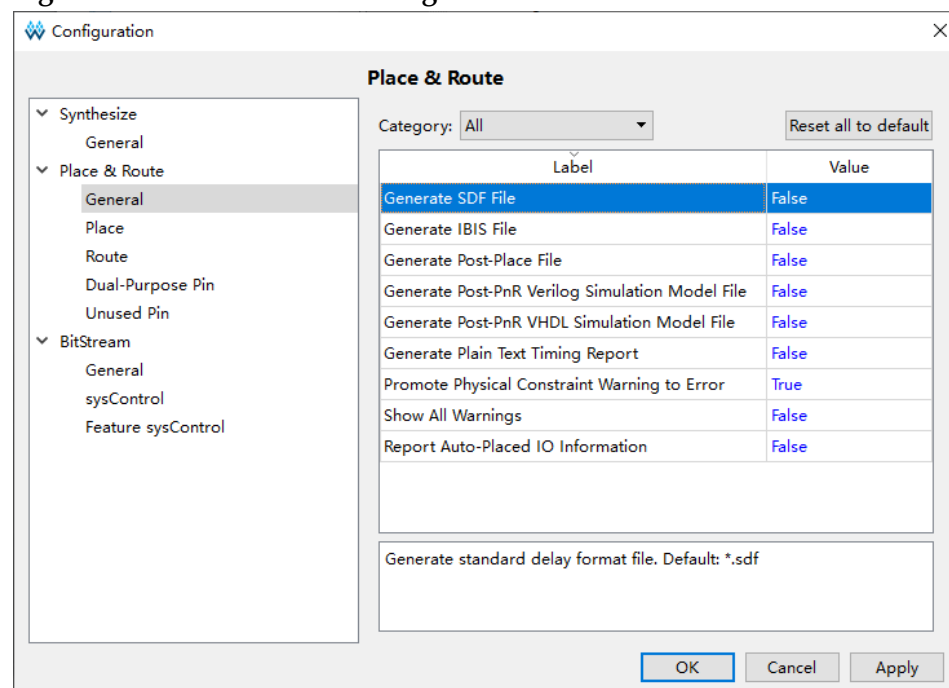 Configuration
Place & Route
Synthesize
General
Place & Route
General
Place
Route
Dual-Purpose Pin
Unused Pin
BitStream
General
sysControl
Feature sysControl
Category: All
Reset all to default
Label Value
Generate SDF File False
Generate IBIS File False
Generate Post-Place File False
Generate Post-PnR Verilog Simulation Model File False
Generate Post-PnR VHDL Simulation Model File False
Generate Plain Text Timing Report False
Promote Physical Constraint Warning to Error True
Show All Warnings False
Report Auto-Placed IO Information False
Generate standard delay format file. Default: *.sdf
OK Cancel Apply